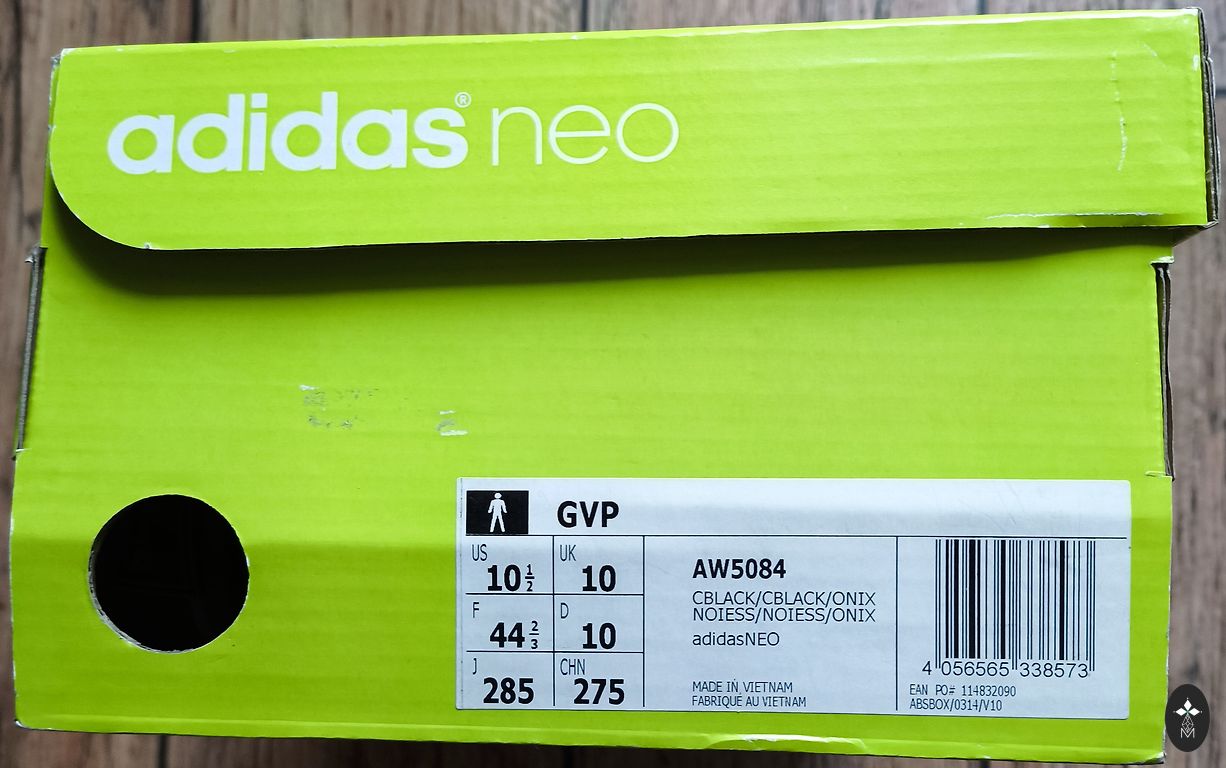 adidas® neo
GVP
US
10 1/2
UK
10
F
44 2/3
D
10
J
285
CHN
275
AW5084
CBLACK/CBLACK/ONIX
NOIESS/NOIESS/ONIX
adidasNEO
MADE IN VIETNAM
FABRIQUE AU VIETNAM
4 056565 338573
EAN PO# 114832090
ABSBOX/0314/V10
M